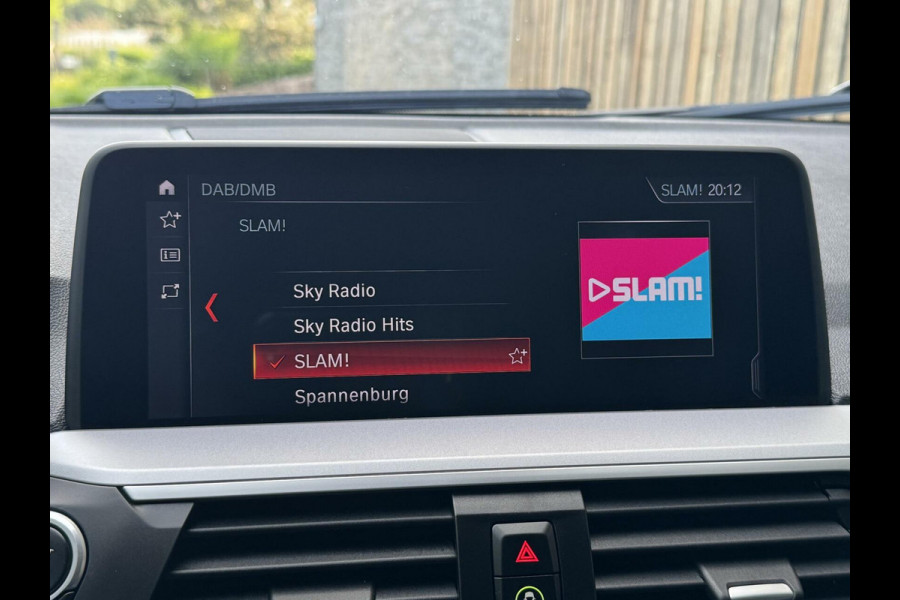 DAB/DMB
SLAM! 20:12
SLAM!
Sky Radio
Sky Radio Hits
SLAM!
Spannenburg
SLAM!